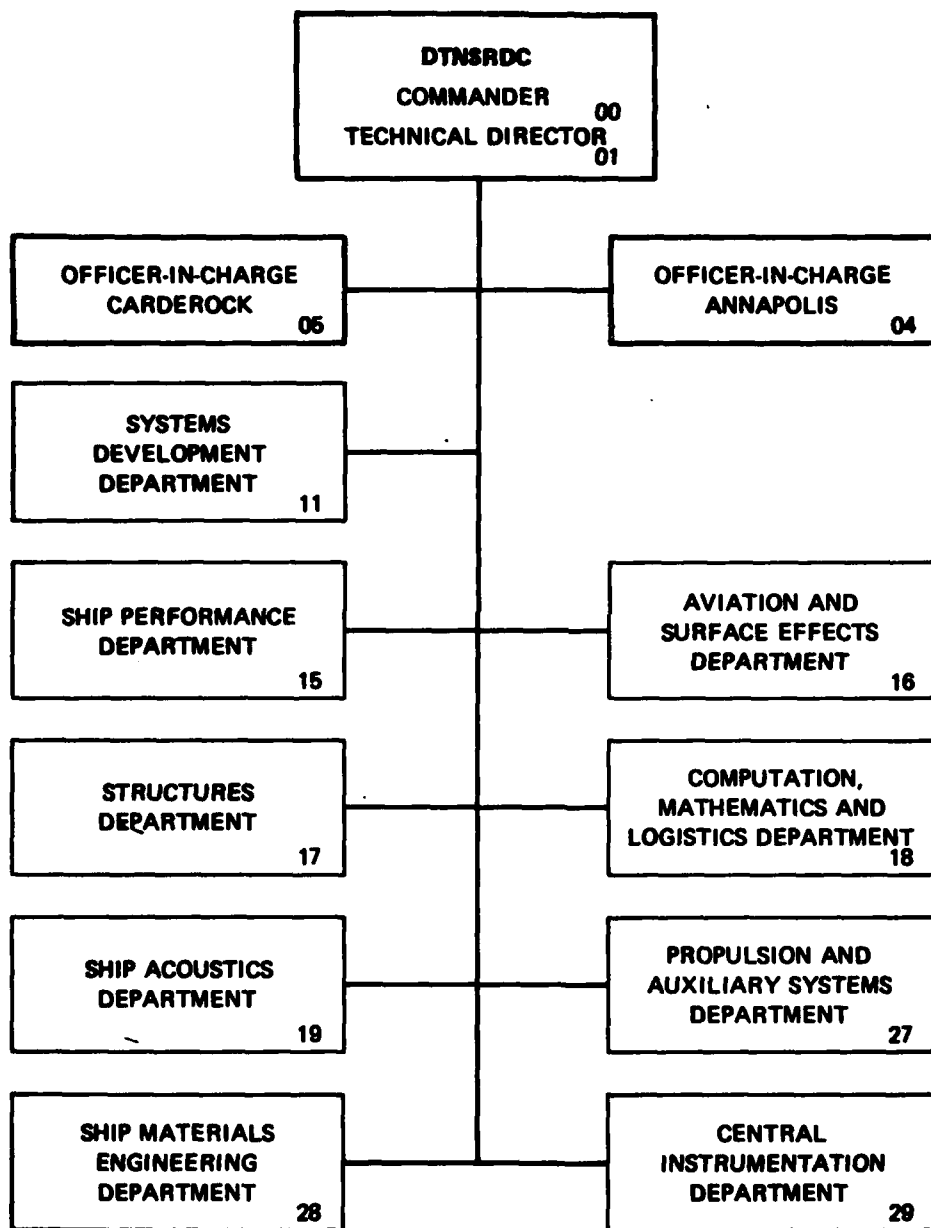 DTNSRDC
COMMANDER
00
TECHNICAL DIRECTOR
01
OFFICER-IN-CHARGE
CARDEROCK
05
OFFICER-IN-CHARGE
ANNAPOLIS
04
SYSTEMS
DEVELOPMENT
DEPARTMENT
11
SHIP PERFORMANCE
DEPARTMENT
15
AVIATION AND
SURFACE EFFECTS
DEPARTMENT
16
STRUCTURES
DEPARTMENT
17
COMPUTATION,
MATHEMATICS AND
LOGISTICS DEPARTMENT
18
SHIP ACOUSTICS
DEPARTMENT
19
PROPULSION AND
AUXILIARY SYSTEMS
DEPARTMENT
27
SHIP MATERIALS
ENGINEERING
DEPARTMENT
28
CENTRAL
INSTRUMENTATION
DEPARTMENT
29